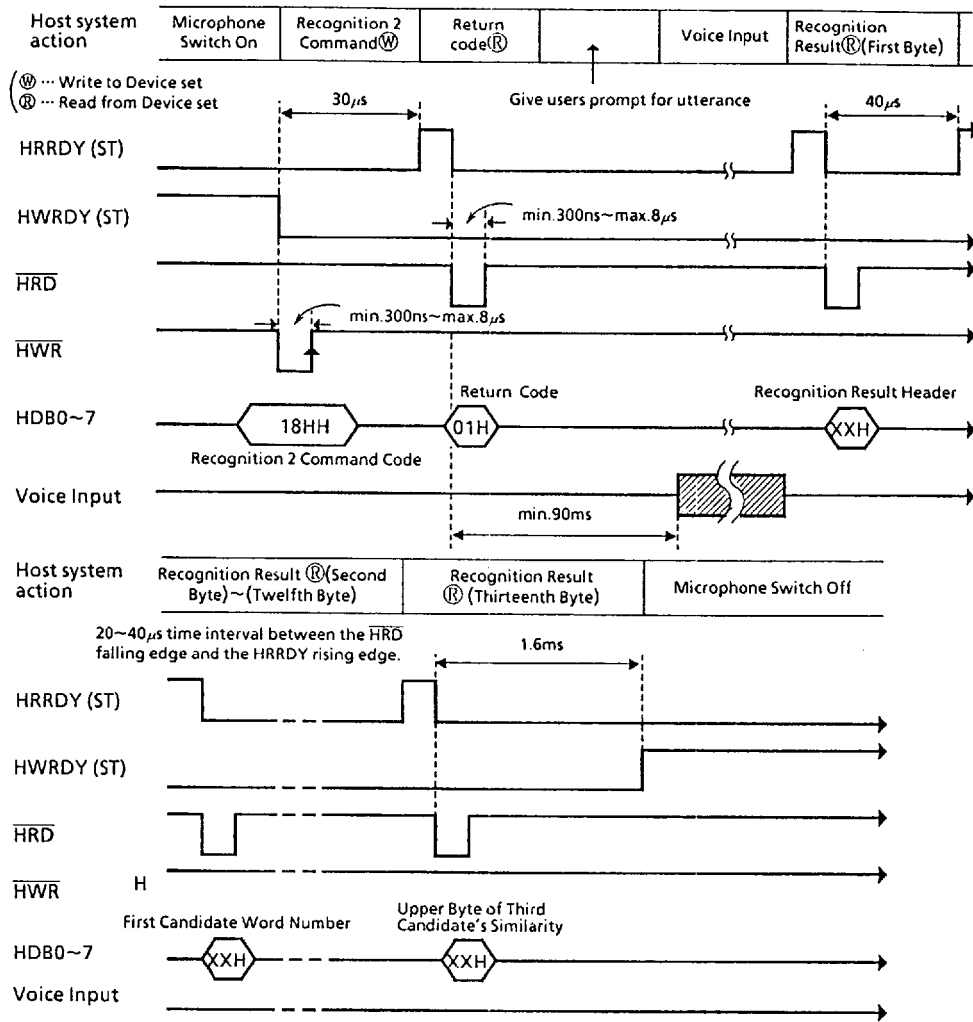 Host system action
Microphone Switch On
Recognition 2 Command Ⓦ
Return code Ⓡ
Voice Input
Recognition Result Ⓡ (First Byte)
Ⓦ ··· Write to Device set
Ⓡ ··· Read from Device set
30μs
Give users prompt for utterance
40μs
HRRDY (ST)
HWRDY (ST)
min.300ns~max.8μs
HRD
min.300ns~max.8μs
HWR
Return Code
Recognition Result Header
HDB0~7
18HH
01H
XXH
Recognition 2 Command Code
Voice Input
min.90ms
Host system action
Recognition Result Ⓡ (Second Byte)~(Twelfth Byte)
Recognition Result Ⓡ (Thirteenth Byte)
Microphone Switch Off
20~40μs time interval between the HRD
falling edge and the HRRDY rising edge.
1.6ms
HRRDY (ST)
HWRDY (ST)
HRD
HWR
H
First Candidate Word Number
Upper Byte of Third
Candidate's Similarity
HDB0~7
XXH
XXH
Voice Input